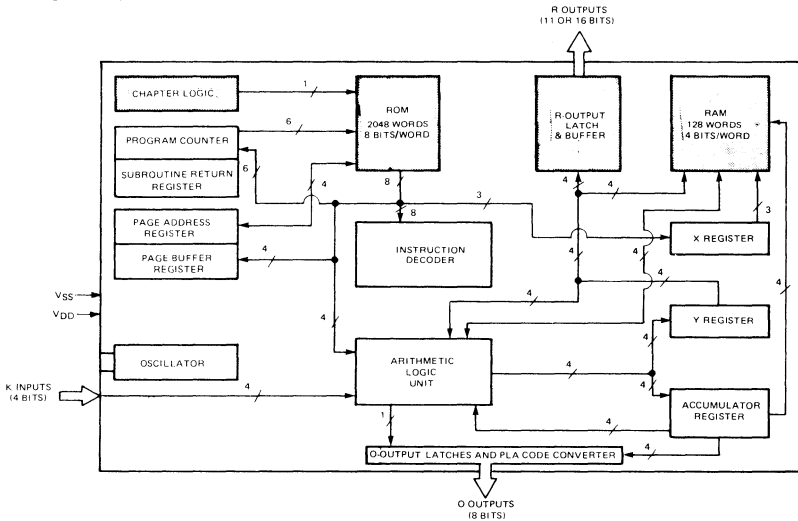 R OUTPUTS
(11 OR 16 BITS)
CHAPTER LOGIC
1
ROM
2048 WORDS
8 BITS/WORD
R-OUTPUT
LATCH
& BUFFER
RAM
128 WORDS
4 BITS/WORD
PROGRAM COUNTER
6
SUBROUTINE RETURN
REGISTER
6
4
8
4
4
PAGE ADDRESS
REGISTER
8
3
3
PAGE BUFFER
REGISTER
4
INSTRUCTION
DECODER
X REGISTER
4
4
4
VSS
VDD
4
4
4
4
Y REGISTER
OSCILLATOR
ARITHMETIC
LOGIC
UNIT
4
4
4
K INPUTS
(4 BITS)
4
1
4
ACCUMULATOR
REGISTER
4
O-OUTPUT LATCHES AND PLA CODE CONVERTER
O OUTPUTS
(8 BITS)